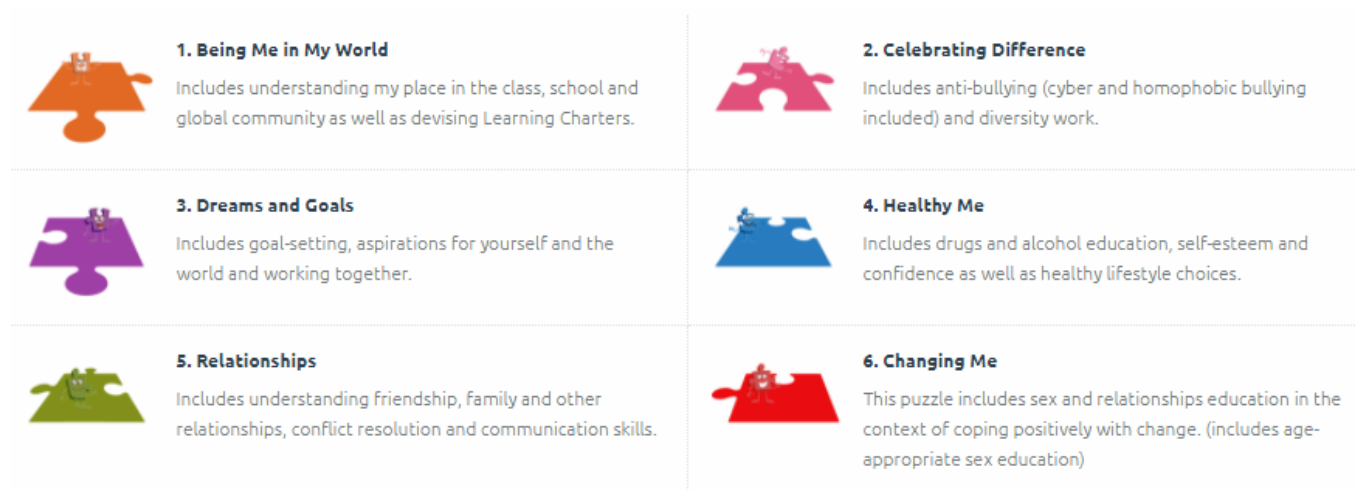 1. Being Me in My World
Includes understanding my place in the class, school and
global community as well as devising Learning Charters.
2. Celebrating Difference
Includes anti-bullying (cyber and homophobic bullying
included) and diversity work.
3. Dreams and Goals
Includes goal-setting, aspirations for yourself and the
world and working together.
4. Healthy Me
Includes drugs and alcohol education, self-esteem and
confidence as well as healthy lifestyle choices.
5. Relationships
Includes understanding friendship, family and other
relationships, conflict resolution and communication skills.
6. Changing Me
This puzzle includes sex and relationships education in the
context of coping positively with change. (includes age-
appropriate sex education)